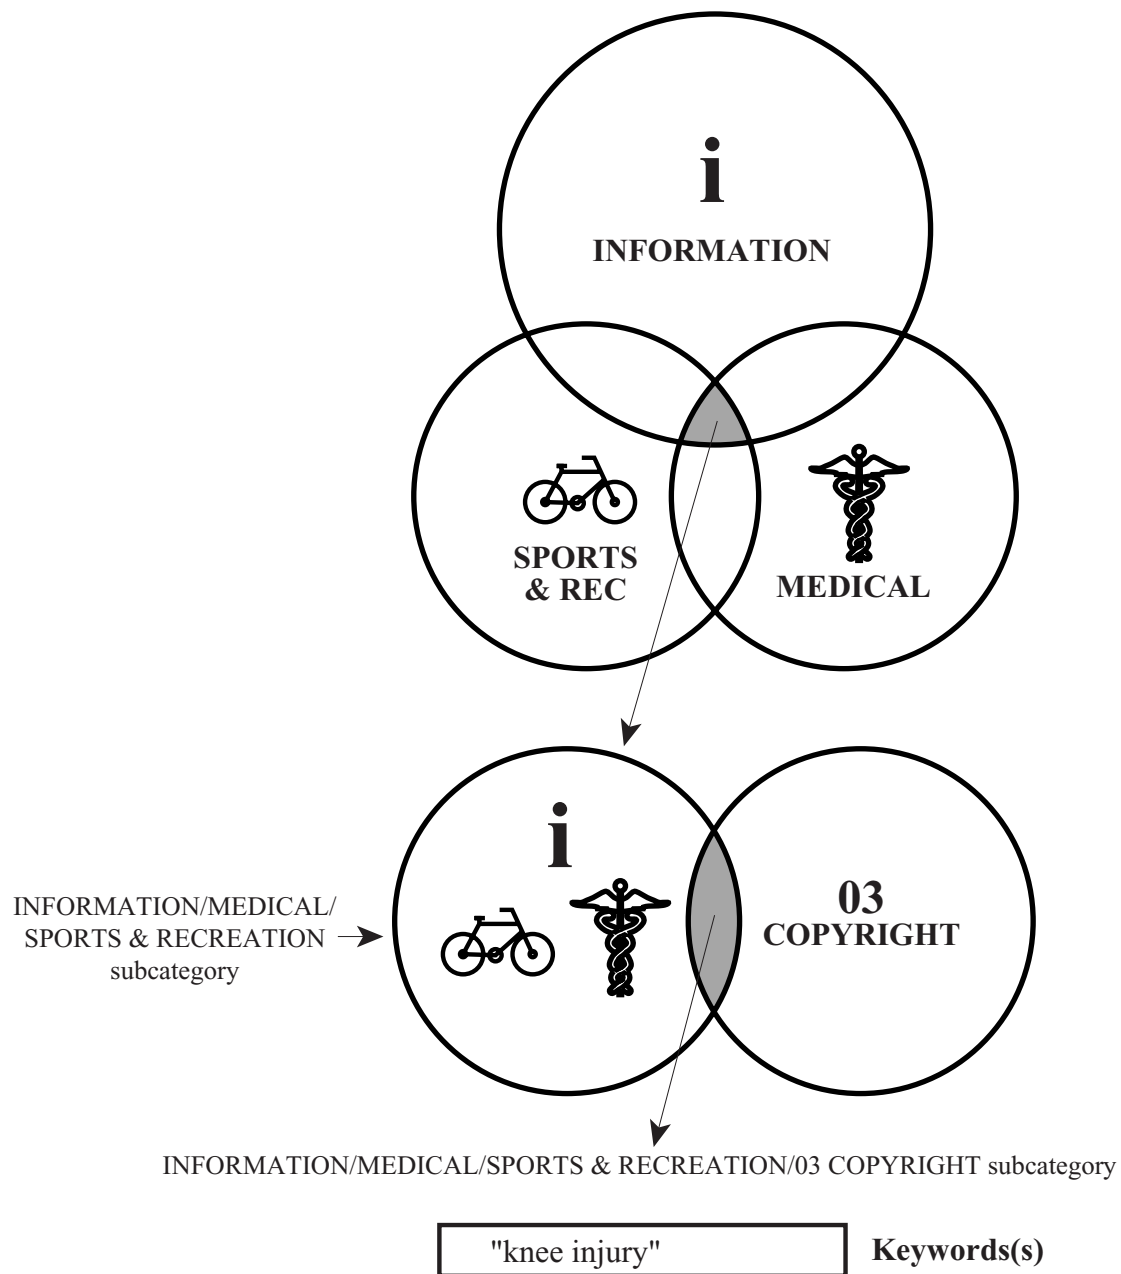 i
INFORMATION
SPORTS
& REC
MEDICAL
i
INFORMATION/MEDICAL/
SPORTS & RECREATION
subcategory
03
COPYRIGHT
INFORMATION/MEDICAL/SPORTS & RECREATION/03 COPYRIGHT subcategory
"knee injury"
Keywords(s)